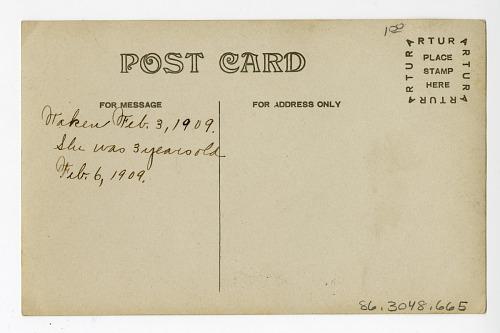 POST CARD
ARTURA
ARTURA
ARTURA
ARTURA
PLACE
STAMP
HERE
FOR MESSAGE
FOR ADDRESS ONLY
Taken Feb. 3, 1909.
She was 3 years old
Feb. 6, 1909.
86.3048.665